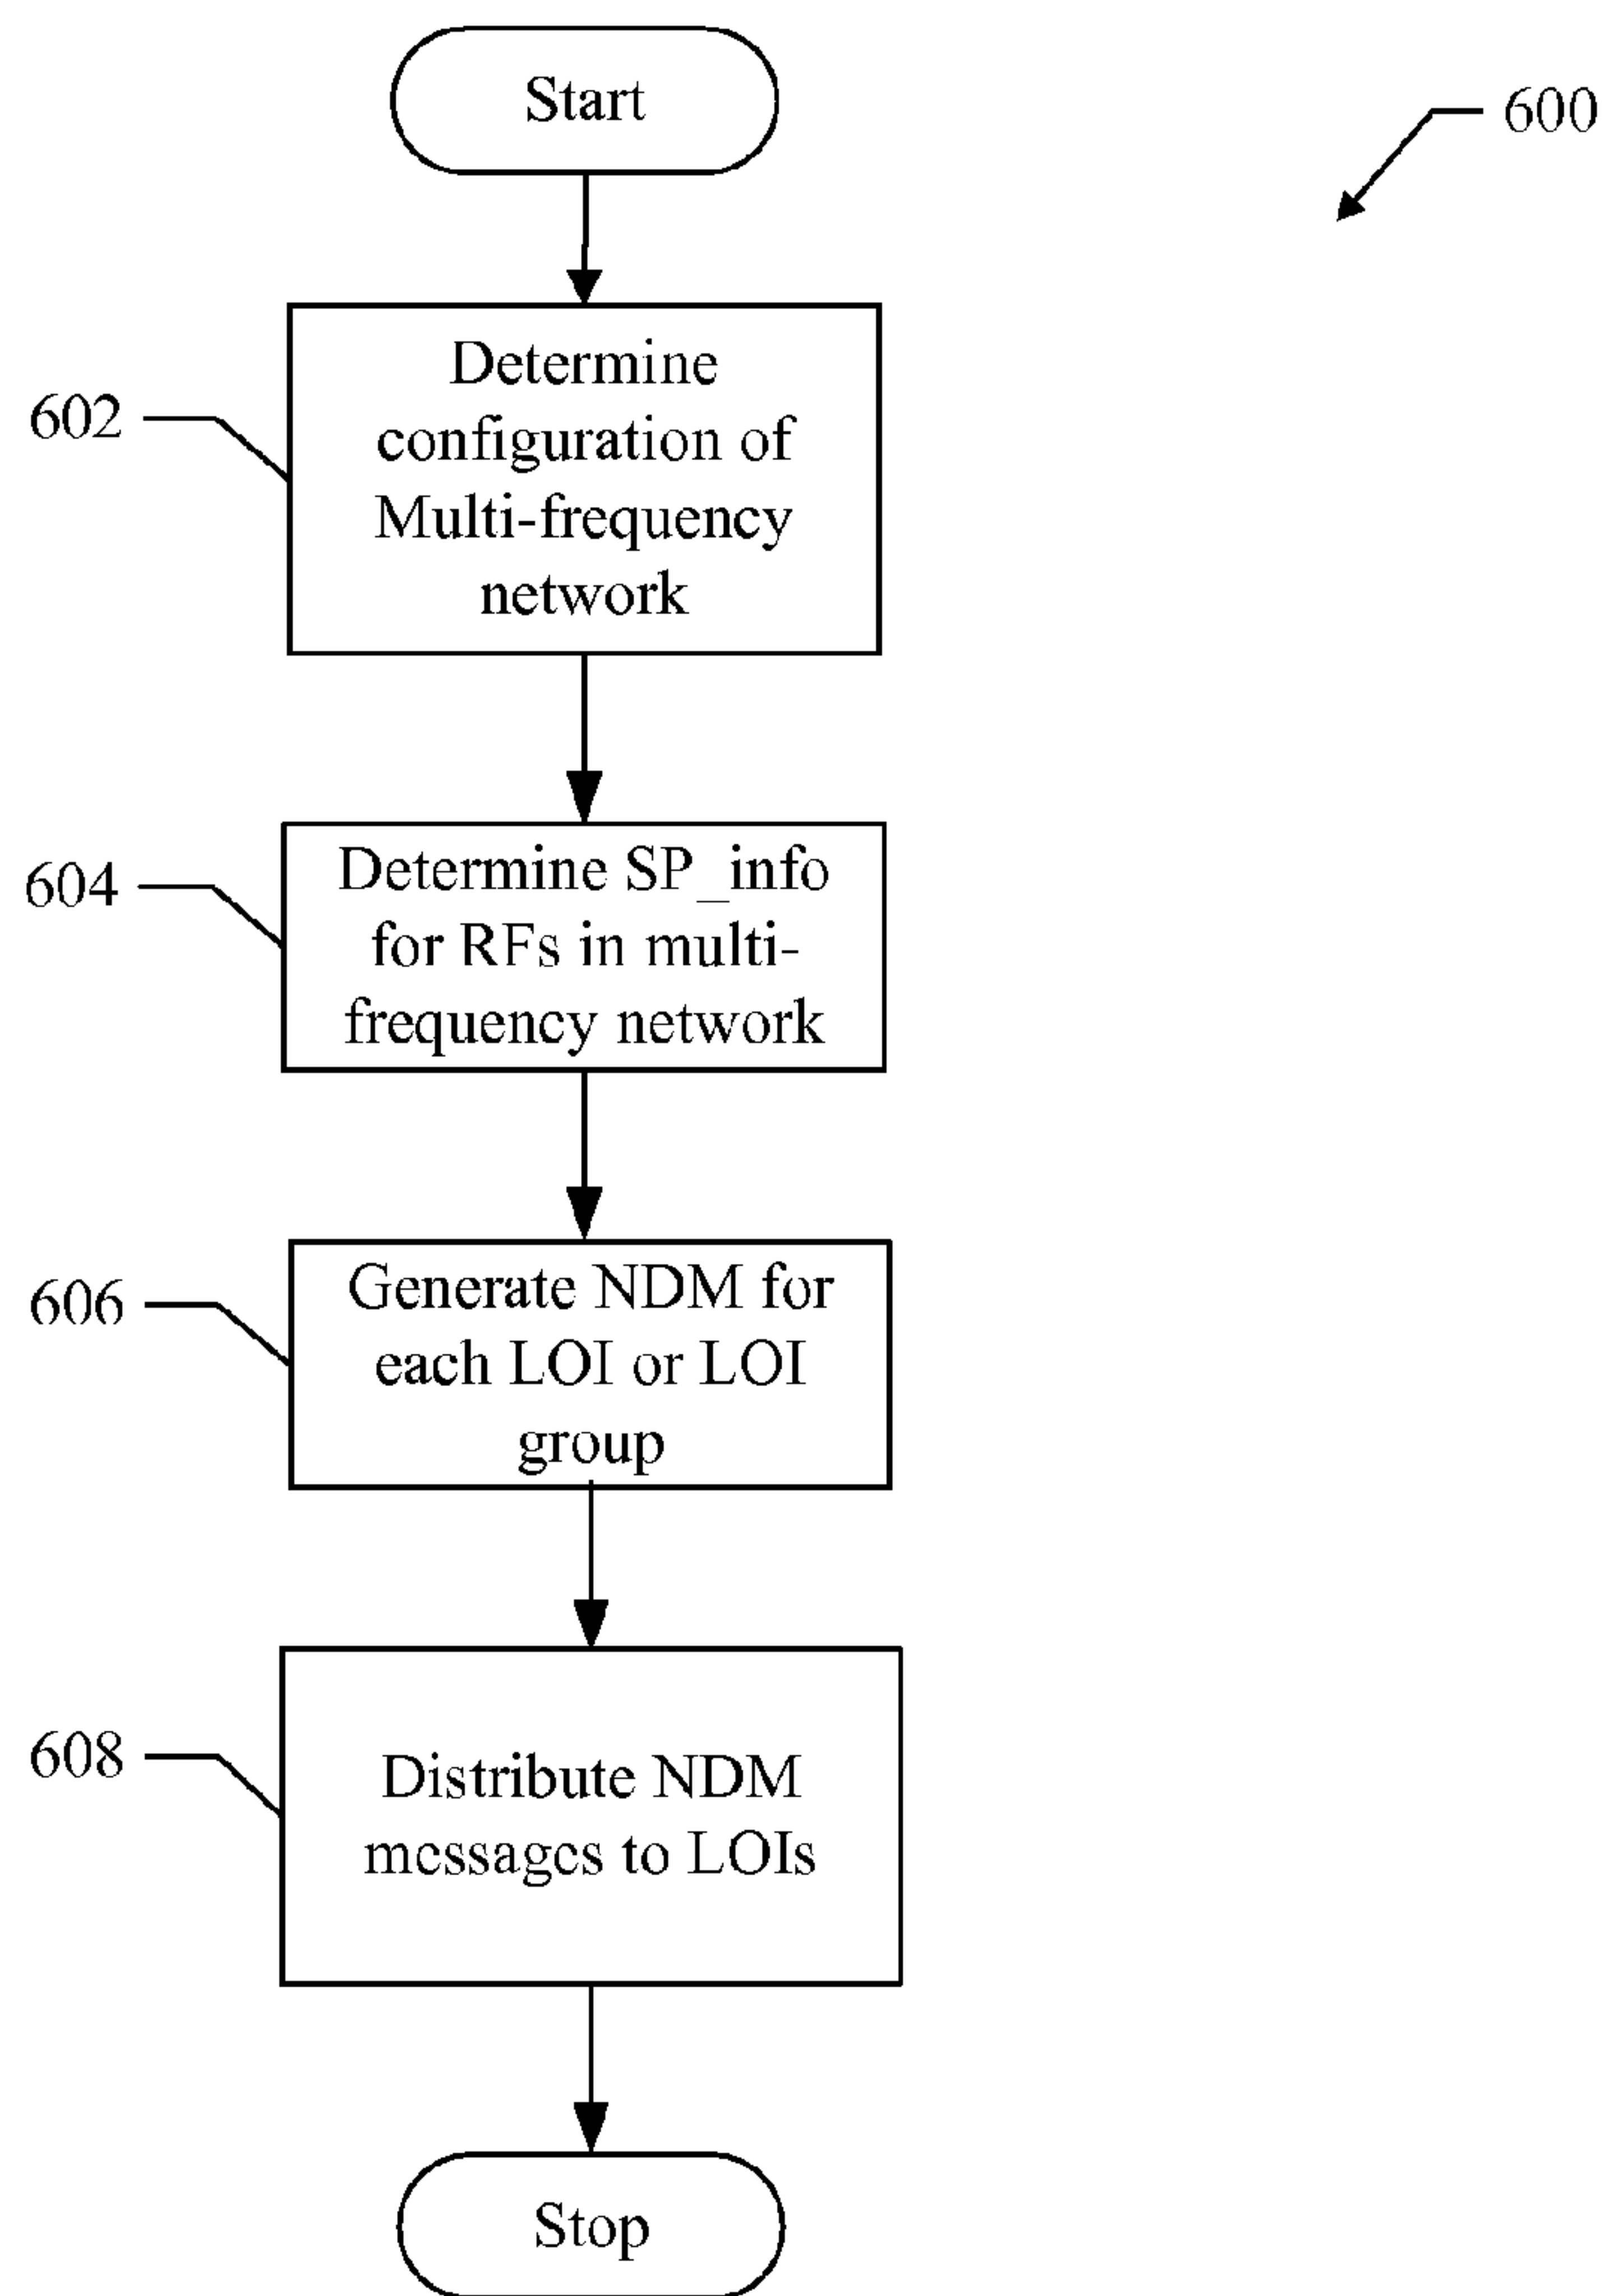 Start
600
602
Determine
configuration of
Multi-frequency
network
604
Determine SP_info
for RFs in multi-
frequency network
606
Generate NDM for
each LOI or LOI
group
608
Distribute NDM
messages to LOIs
Stop